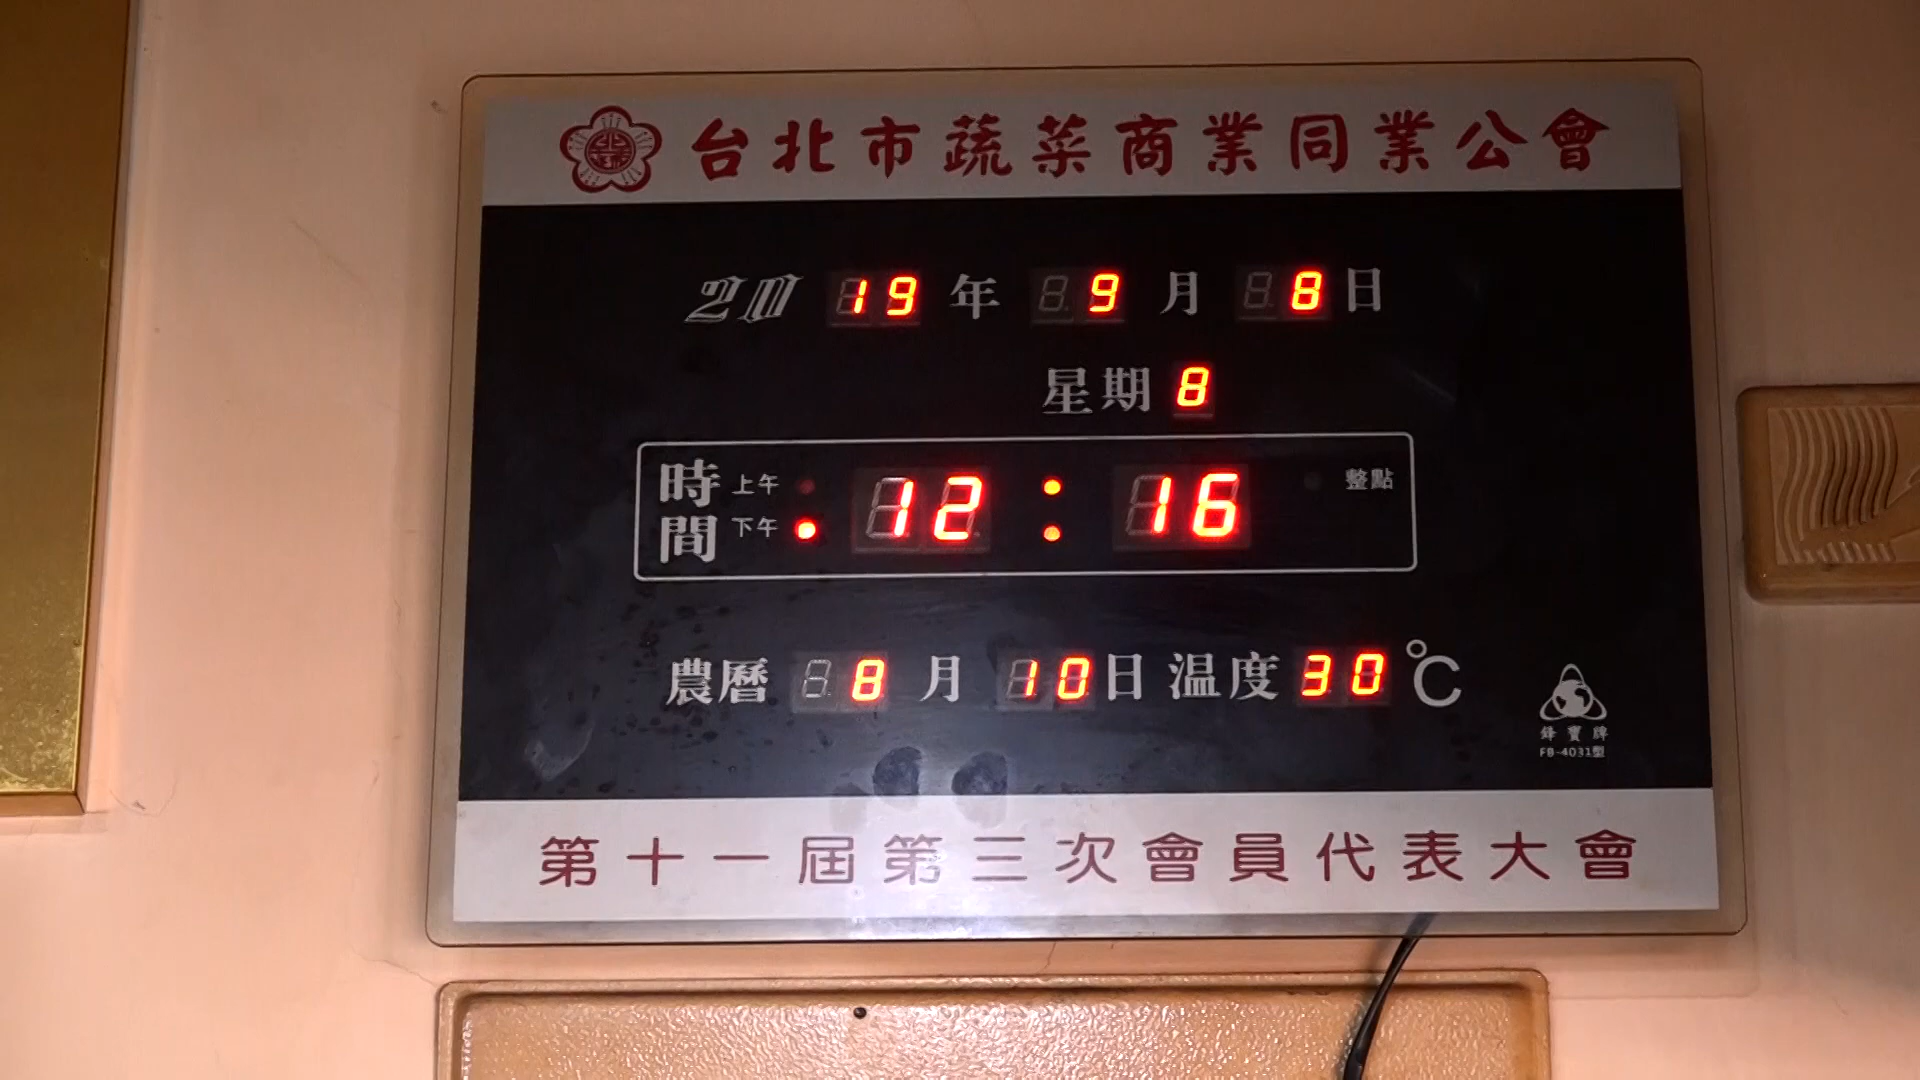 台北市蔬菜商業同業公會
2019年9月8日
星期8
時間 上午 下午 12:16 整點
農曆8月10日温度30℃
鋒寶牌
FB-4031型
第十一屆第三次會員代表大會